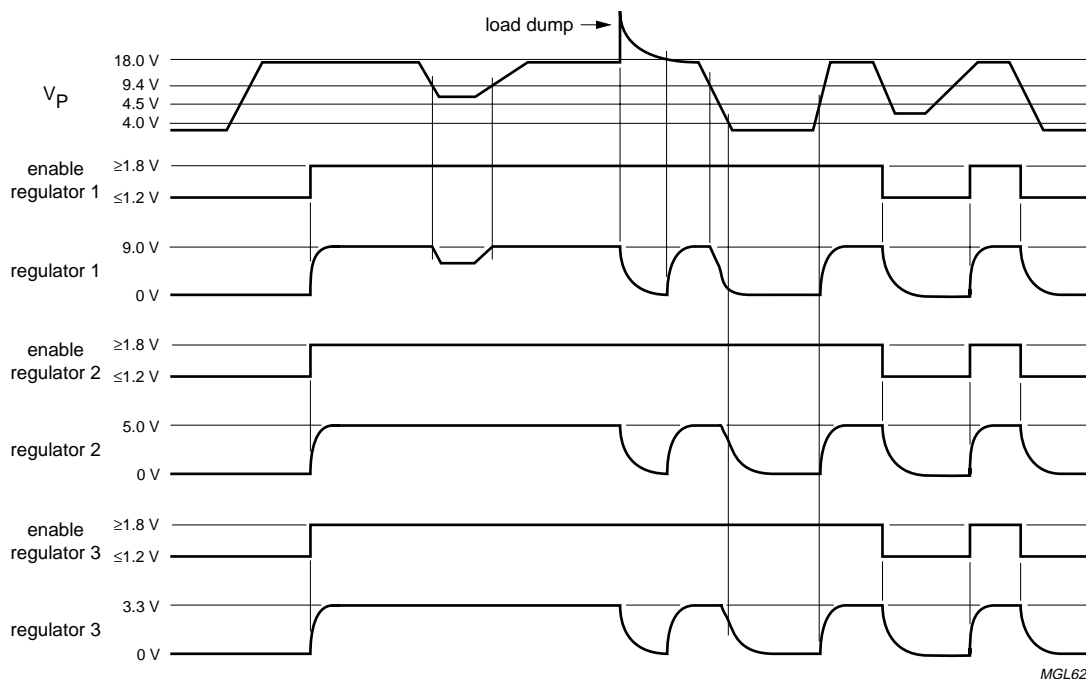 load dump
18.0 V
9.4 V
4.5 V
4.0 V
VP
enable
regulator 1
≥1.8 V
≤1.2 V
regulator 1
9.0 V
0 V
enable
regulator 2
≥1.8 V
≤1.2 V
regulator 2
5.0 V
0 V
enable
regulator 3
≥1.8 V
≤1.2 V
regulator 3
3.3 V
0 V
MGL62